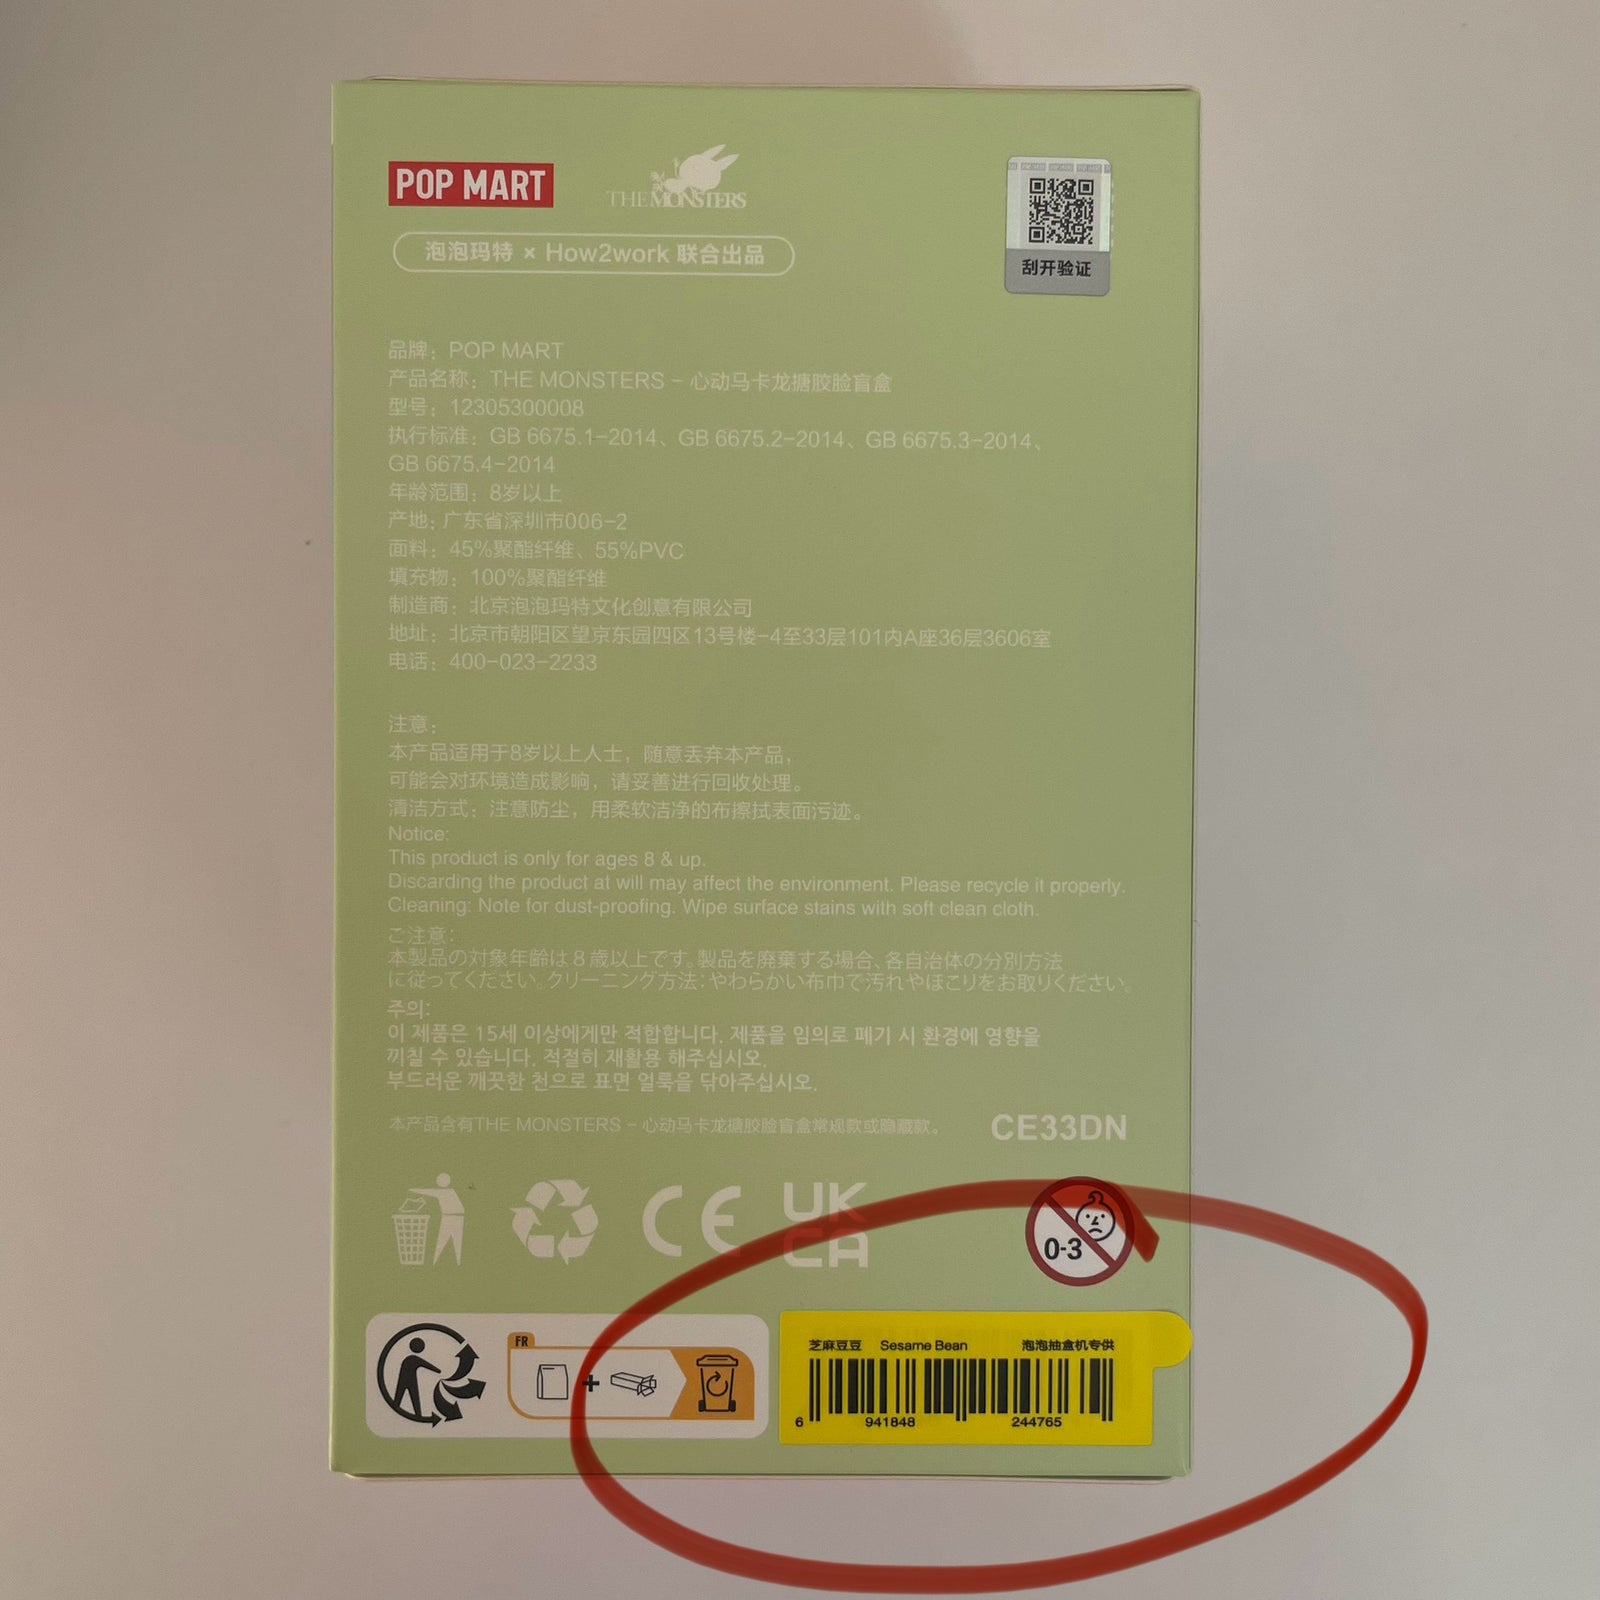 POP MART
THE MONSTERS
泡泡玛特 × How2work 联合出品
刮开验证
品牌：POP MART
产品名称：THE MONSTERS - 心动马卡龙搪胶脸盲盒
型号：12305300008
执行标准：GB 6675.1-2014、GB 6675.2-2014、GB 6675.3-2014、
GB 6675.4-2014
年龄范围：8岁以上
产地：广东省深圳市006-2
面料：45%聚酯纤维、55%PVC
填充物：100%聚酯纤维
制造商：北京泡泡玛特文化创意有限公司
地址：北京市朝阳区望京东园四区13号楼-4至33层101内A座36层3606室
电话：400-023-2233
注意：
本产品适用于8岁以上人士，随意丢弃本产品，
可能会对环境造成影响，请妥善进行回收处理。
清洁方式：注意防尘，用柔软洁净的布擦拭表面污迹。
Notice:
This product is only for ages 8 & up.
Discarding the product at will may affect the environment. Please recycle it properly.
Cleaning: Note for dust-proofing. Wipe surface stains with soft clean cloth.
ご注意：
本製品の対象年齢は8歳以上です。製品を廃棄する場合、各自治体の分別方法
に従ってください。クリーニング方法：やわらかい布巾で汚れやほこりをお取りください。
주의:
이 제품은 15세 이상에게만 적합합니다. 제품을 임의로 폐기 시 환경에 영향을
끼칠 수 있습니다. 적절히 재활용 해주십시오.
부드러운 깨끗한 천으로 표면 얼룩을 닦아주십시오.
本产品含有THE MONSTERS - 心动马卡龙搪胶脸盲盒常规款或隐藏款。
CE33DN
CE
UK
CA
0-3
FR
+
芝麻豆豆 Sesame Bean 泡泡抽盒机专供
6 941848 244765